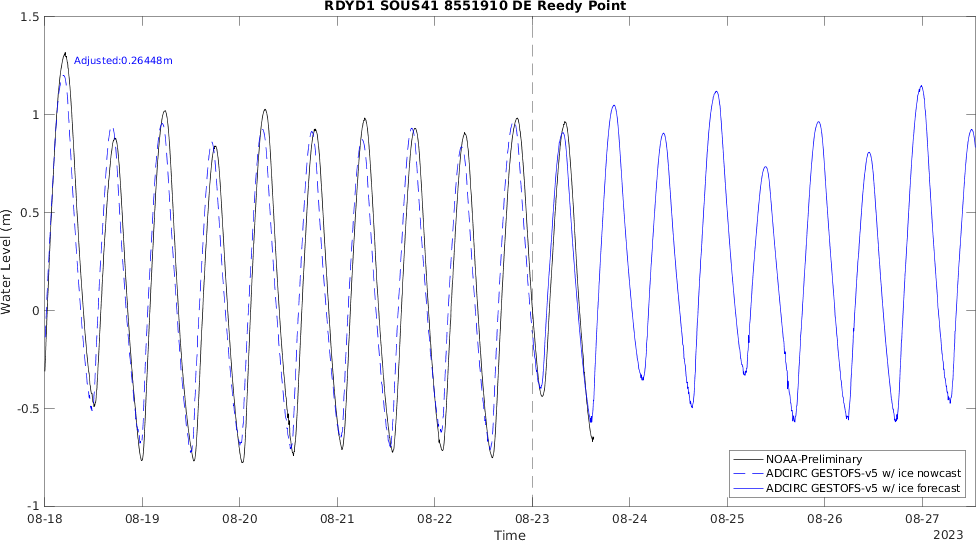 RDYD1 SOUS41 8551910 DE Reedy Point
Adjusted:0.26448m
1.5
1
0.5
0
-0.5
-1
Water Level (m)
NOAA-Preliminary
ADCIRC GESTOFS-v5 w/ ice nowcast
ADCIRC GESTOFS-v5 w/ ice forecast
08-18 08-19 08-20 08-21 08-22 08-23 08-24 08-25 08-26 08-27
Time
2023